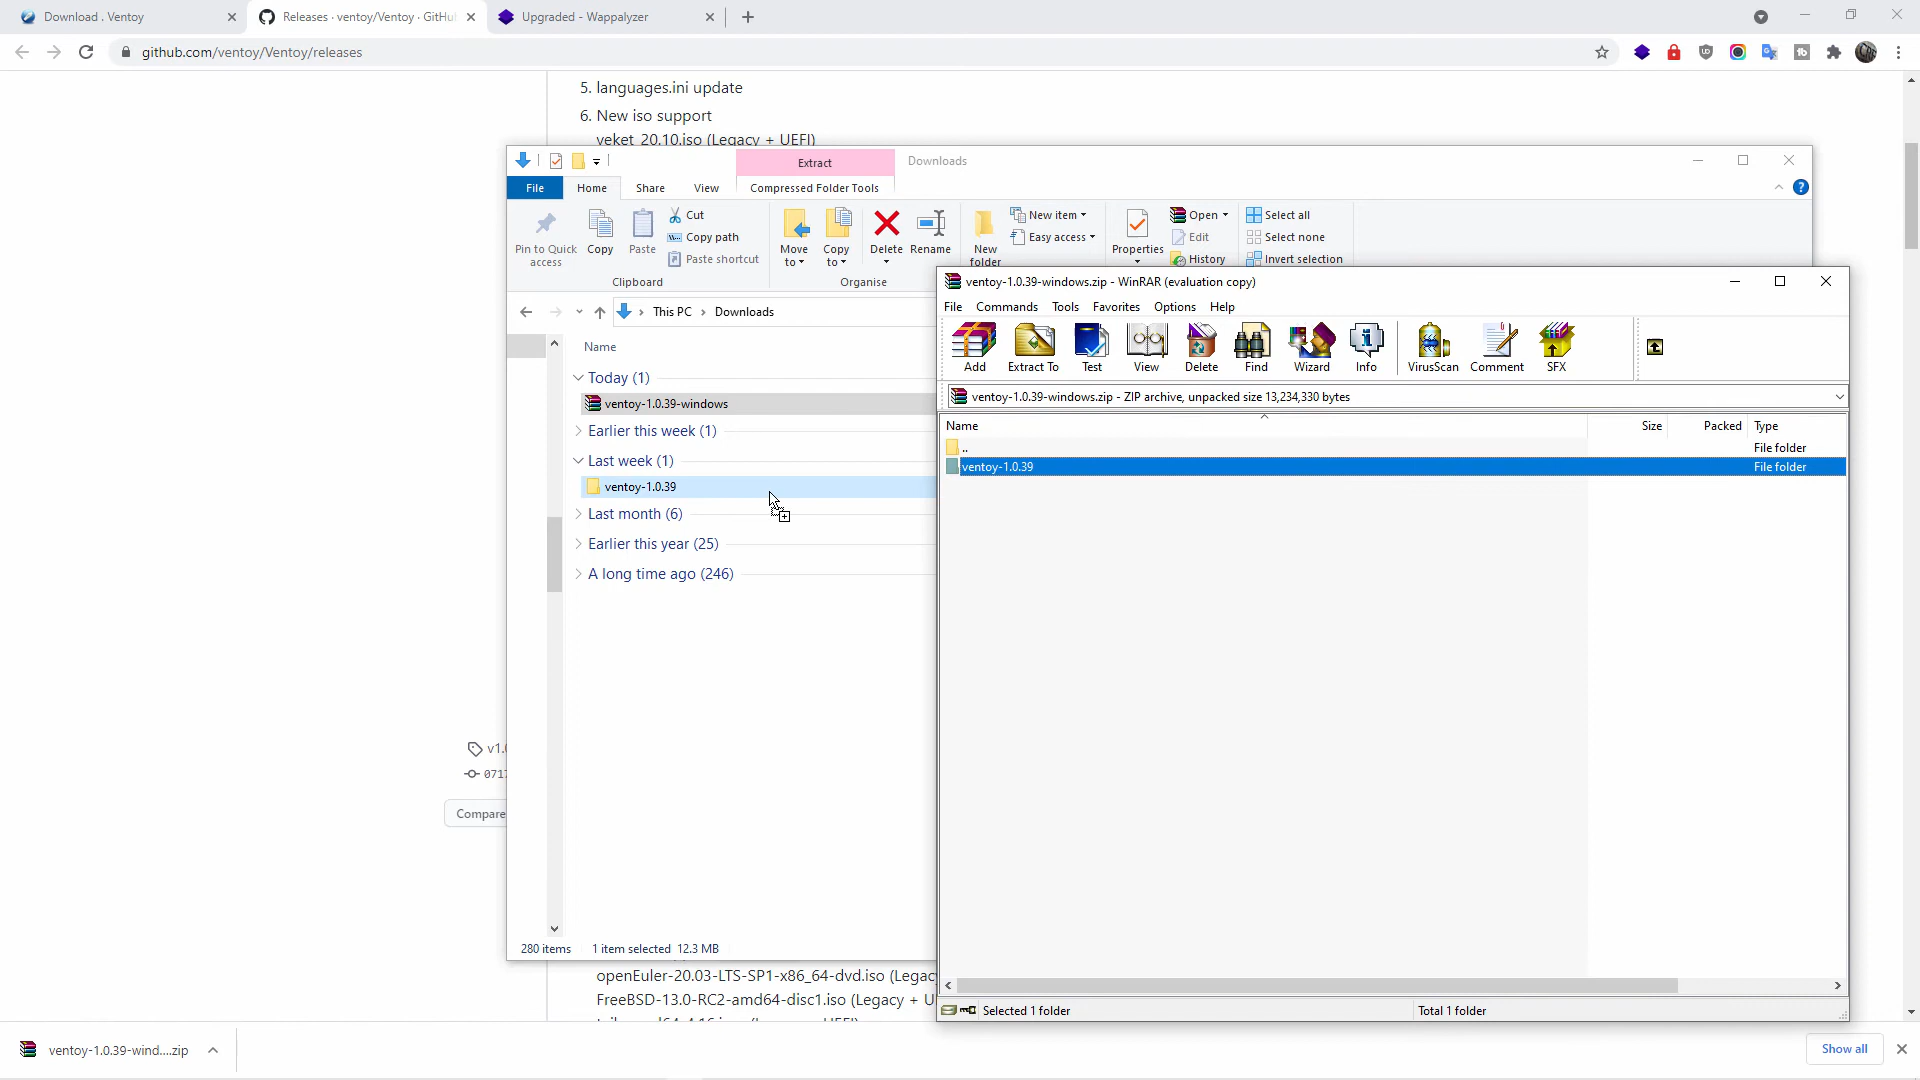 Download . Ventoy
Releases · ventoy/Ventoy · GitHub
Upgraded - Wappalyzer
github.com/ventoy/Ventoy/releases
5. languages.ini update
6. New iso support
veket_20.10.iso (Legacy + UEFI)
Extract
Downloads
File
Home
Share
View
Compressed Folder Tools
Pin to Quick access
Copy
Paste
Cut
Copy path
Paste shortcut
Clipboard
Move to
Copy to
Delete
Rename
Organise
New folder
New item
Easy access
Properties
Open
Edit
History
Select all
Select none
Invert selection
This PC
Downloads
Name
Today (1)
ventoy-1.0.39-windows
Earlier this week (1)
Last week (1)
ventoy-1.0.39
Last month (6)
Earlier this year (25)
A long time ago (246)
280 items
1 item selected 12.3 MB
ventoy-1.0.39-windows.zip - WinRAR (evaluation copy)
File
Commands
Tools
Favorites
Options
Help
Add
Extract To
Test
View
Delete
Find
Wizard
Info
VirusScan
Comment
SFX
ventoy-1.0.39-windows.zip - ZIP archive, unpacked size 13,234,330 bytes
Name
Size
Packed
Type
..
File folder
ventoy-1.0.39
File folder
Selected 1 folder
Total 1 folder
v1.0
0717
Compare
openEuler-20.03-LTS-SP1-x86_64-dvd.iso (Legac
FreeBSD-13.0-RC2-amd64-disc1.iso (Legacy + U
ventoy-1.0.39-wind....zip
Show all